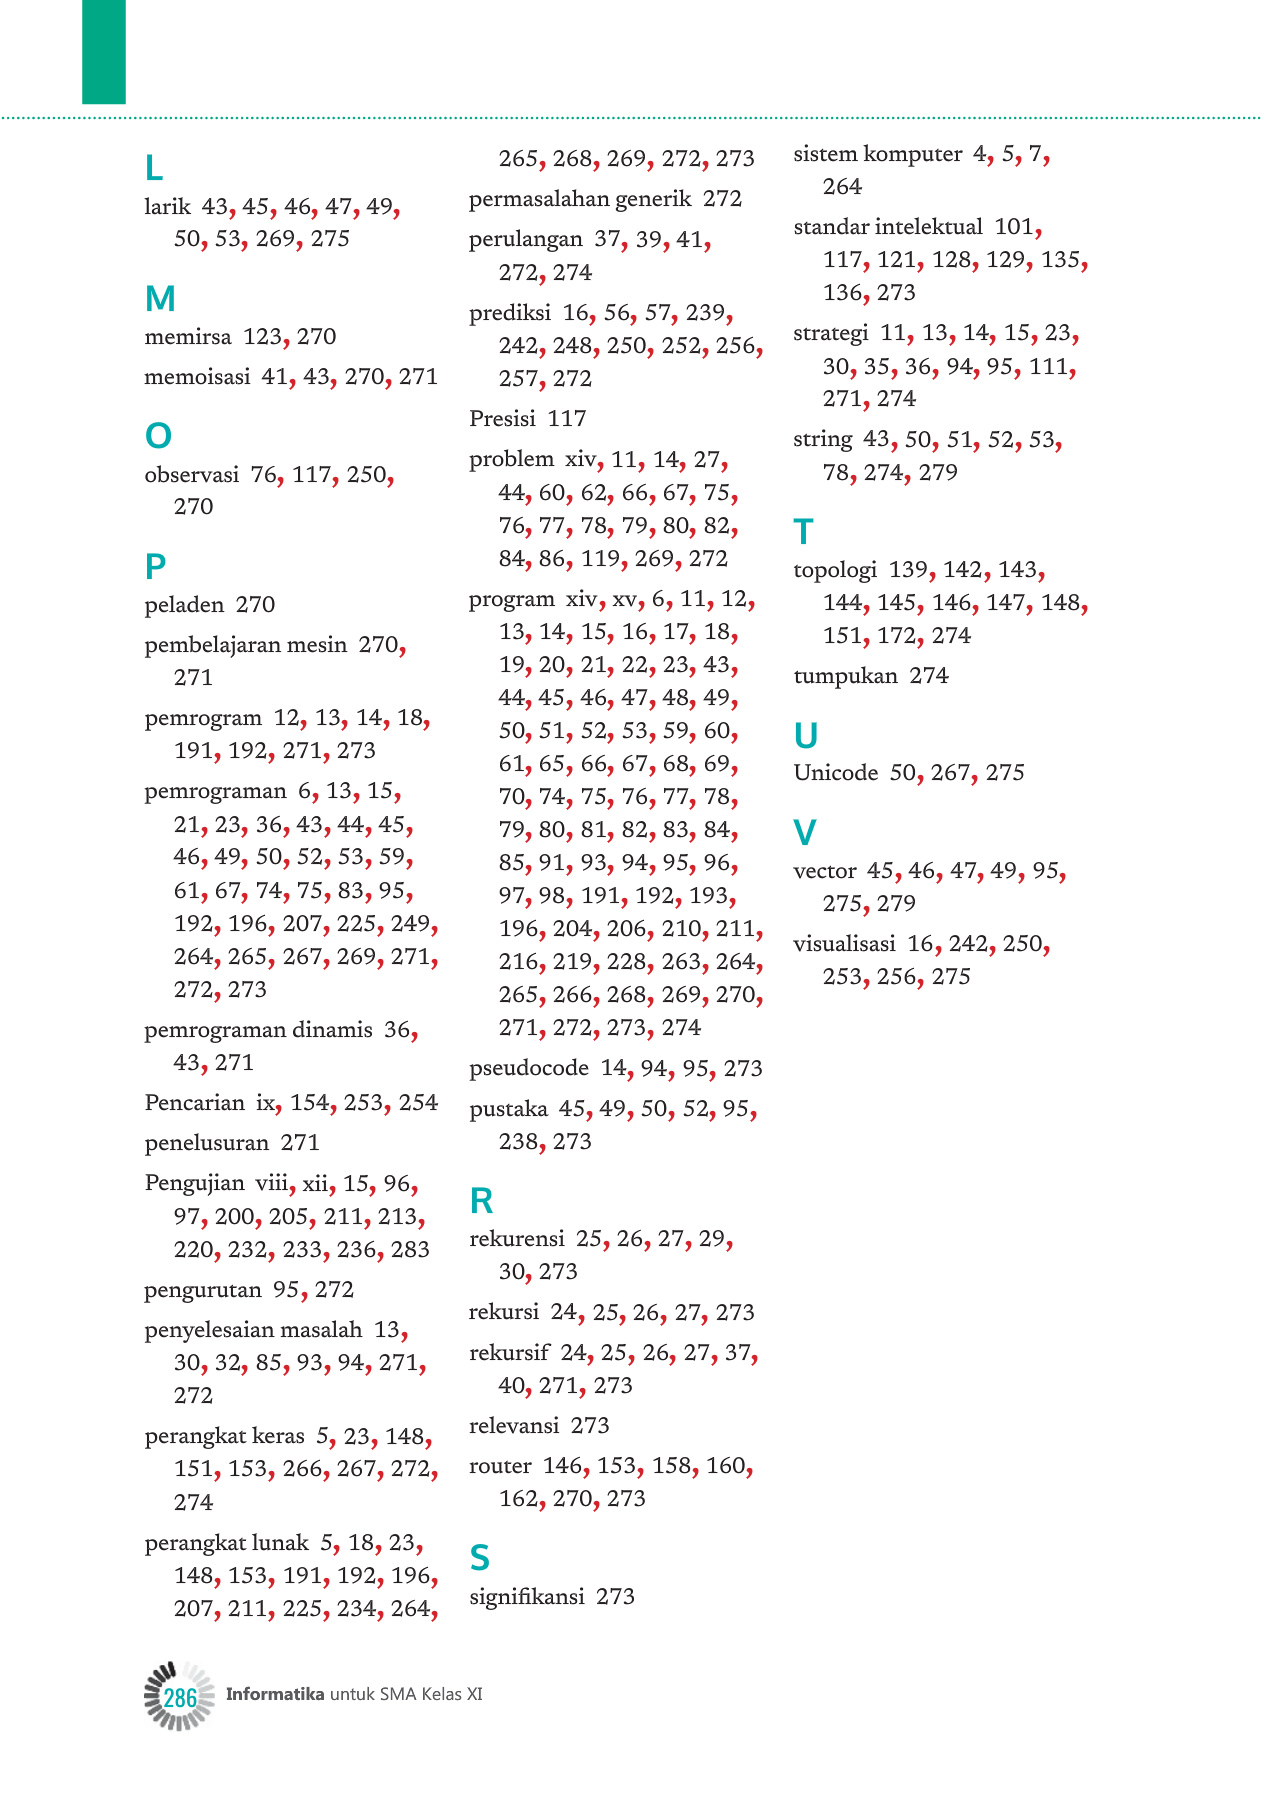 L
larik 43, 45, 46, 47, 49,
50, 53, 269, 275
M
memirsa 123, 270
memoisasi 41, 43, 270, 271
O
observasi 76, 117, 250,
270
P
peladen 270
pembelajaran mesin 270,
271
pemrogram 12, 13, 14, 18,
191, 192, 271, 273
pemrograman 6, 13, 15,
21, 23, 36, 43, 44, 45,
46, 49, 50, 52, 53, 59,
61, 67, 74, 75, 83, 95,
192, 196, 207, 225, 249,
264, 265, 267, 269, 271,
272, 273
pemrograman dinamis 36,
43, 271
Pencarian ix, 154, 253, 254
penelusuran 271
Pengujian viii, xii, 15, 96,
97, 200, 205, 211, 213,
220, 232, 233, 236, 283
pengurutan 95, 272
penyelesaian masalah 13,
30, 32, 85, 93, 94, 271,
272
perangkat keras 5, 23, 148,
151, 153, 266, 267, 272,
274
perangkat lunak 5, 18, 23,
148, 153, 191, 192, 196,
207, 211, 225, 234, 264,
265, 268, 269, 272, 273
permasalahan generik 272
perulangan 37, 39, 41,
272, 274
prediksi 16, 56, 57, 239,
242, 248, 250, 252, 256,
257, 272
Presisi 117
problem xiv, 11, 14, 27,
44, 60, 62, 66, 67, 75,
76, 77, 78, 79, 80, 82,
84, 86, 119, 269, 272
program xiv, xv, 6, 11, 12,
13, 14, 15, 16, 17, 18,
19, 20, 21, 22, 23, 43,
44, 45, 46, 47, 48, 49,
50, 51, 52, 53, 59, 60,
61, 65, 66, 67, 68, 69,
70, 74, 75, 76, 77, 78,
79, 80, 81, 82, 83, 84,
85, 91, 93, 94, 95, 96,
97, 98, 191, 192, 193,
196, 204, 206, 210, 211,
216, 219, 228, 263, 264,
265, 266, 268, 269, 270,
271, 272, 273, 274
pseudocode 14, 94, 95, 273
pustaka 45, 49, 50, 52, 95,
238, 273
R
rekurensi 25, 26, 27, 29,
30, 273
rekursi 24, 25, 26, 27, 273
rekursif 24, 25, 26, 27, 37,
40, 271, 273
relevansi 273
router 146, 153, 158, 160,
162, 270, 273
S
signifikansi 273
sistem komputer 4, 5, 7,
264
standar intelektual 101,
117, 121, 128, 129, 135,
136, 273
strategi 11, 13, 14, 15, 23,
30, 35, 36, 94, 95, 111,
271, 274
string 43, 50, 51, 52, 53,
78, 274, 279
T
topologi 139, 142, 143,
144, 145, 146, 147, 148,
151, 172, 274
tumpukan 274
U
Unicode 50, 267, 275
V
vector 45, 46, 47, 49, 95,
275, 279
visualisasi 16, 242, 250,
253, 256, 275
286 Informatika untuk SMA Kelas XI